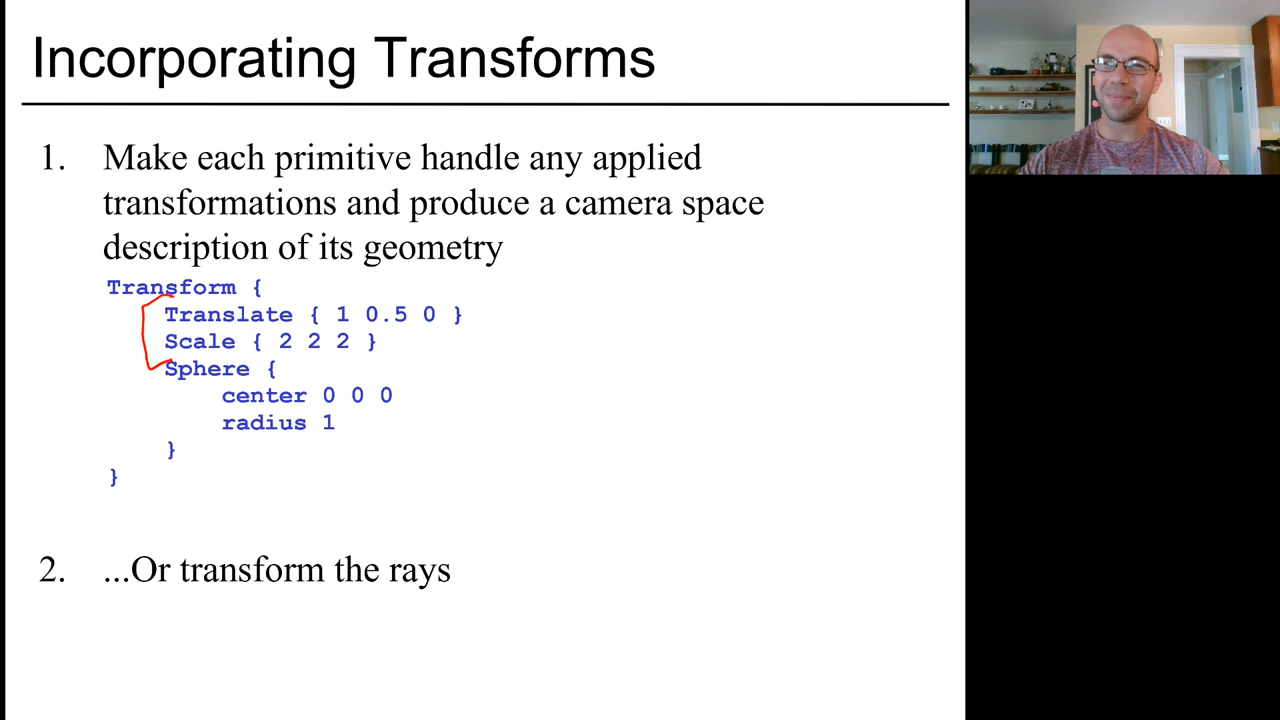 Incorporating Transforms
1. Make each primitive handle any applied
transformations and produce a camera space
description of its geometry
Transform {
Translate { 1 0.5 0 }
Scale { 2 2 2 }
Sphere {
center 0 0 0
radius 1
}
}
2. ...Or transform the rays